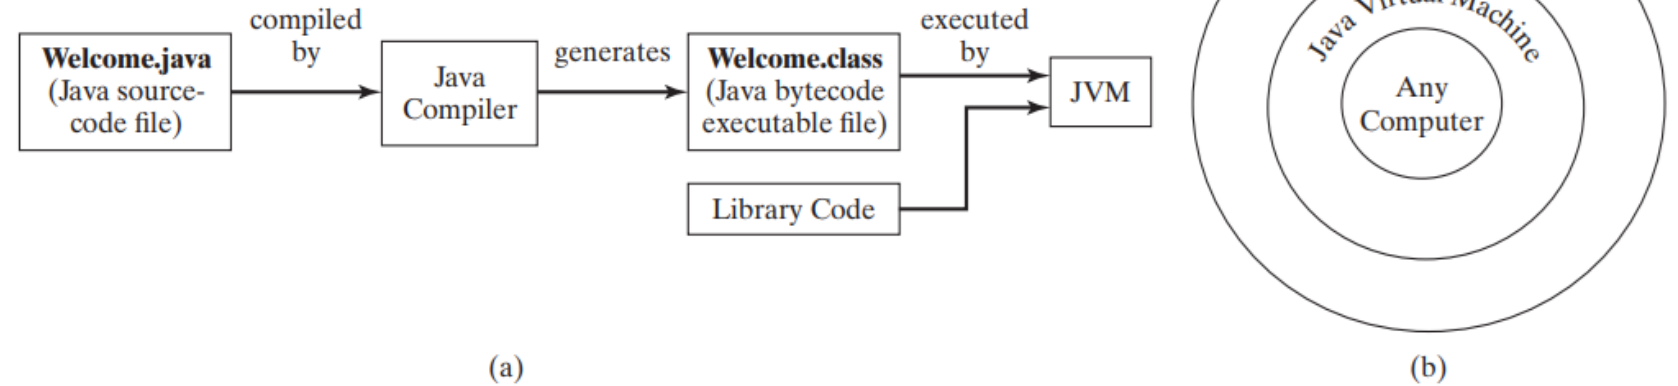 compiled
by
executed
by
Welcome.java
(Java source-
code file)
Java
Compiler
generates
Welcome.class
(Java bytecode
executable file)
JVM
Library Code
(a)
Java Virtual Machine
Any
Computer
(b)